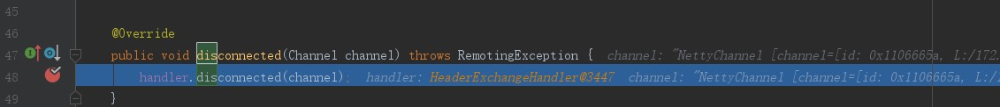 45
46 @Override
47 public void disconnected(Channel channel) throws RemotingException { channel: "NettyChannel [channel=[id: 0x1106665a, L:/172.
48 handler.disconnected(channel); handler: HeaderExchangeHandler@3447 channel: "NettyChannel [channel=[id: 0x1106665a, L:/1
49 }